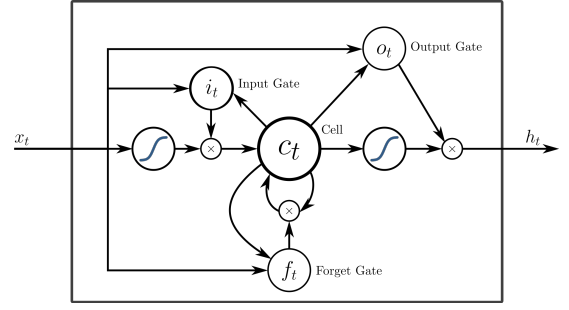 o_t Output Gate
i_t Input Gate
Cell
x_t
×
c_t
×
h_t
×
f_t Forget Gate